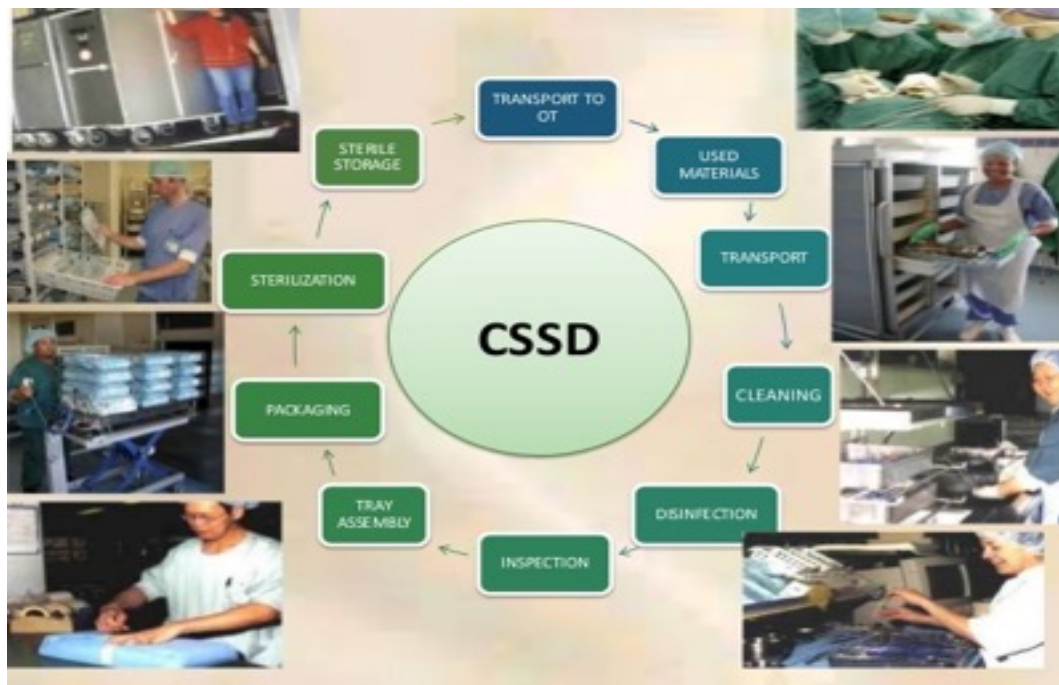 TRANSPORT TO
OT
USED
MATERIALS
TRANSPORT
CLEANING
DISINFECTION
INSPECTION
TRAY
ASSEMBLY
PACKAGING
STERILIZATION
STERILE
STORAGE
CSSD